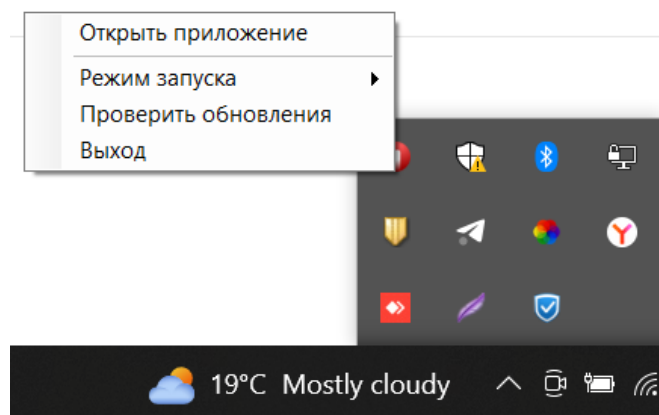 Открыть приложение
Режим запуска
Проверить обновления
Выход
19°C Mostly cloudy